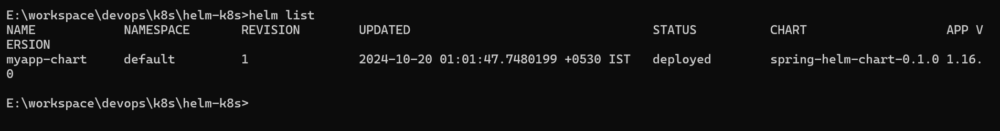 E:\workspace\devops\k8s\helm-k8s>helm list
NAME            NAMESPACE       REVISION        UPDATED                                 STATUS          CHART                   APP V
ERSION
myapp-chart     default         1               2024-10-20 01:01:47.7480199 +0530 IST   deployed        spring-helm-chart-0.1.0 1.16.
0
E:\workspace\devops\k8s\helm-k8s>